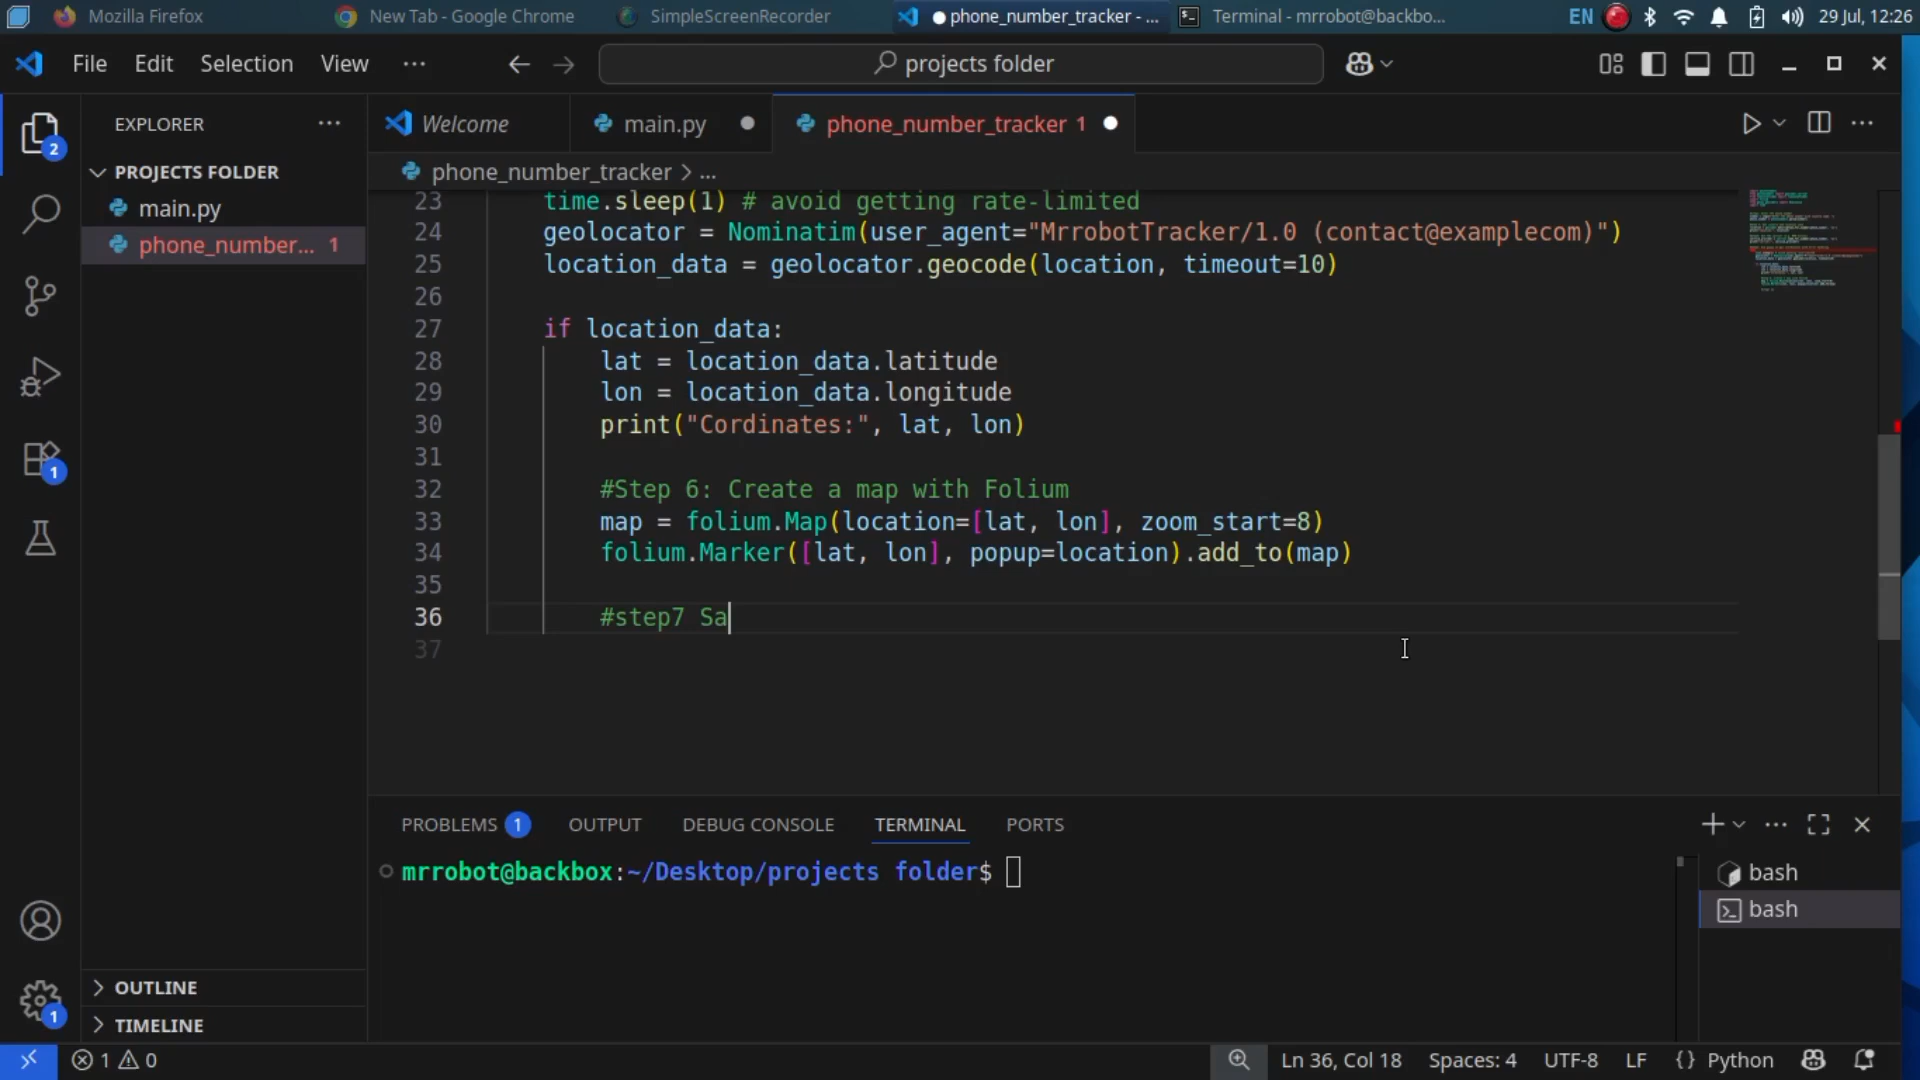 Mozilla Firefox
New Tab - Google Chrome
SimpleScreenRecorder
phone_number_tracker - ...
Terminal - mrrobot@backbo...
EN
29 Jul, 12:26
File Edit Selection View ...
projects folder
EXPLORER
Welcome
main.py
phone_number_tracker 1
phone_number_tracker > ...
PROJECTS FOLDER
main.py
phone_number... 1
2
1
23 time.sleep(1) # avoid getting rate-limited
24 geolocator = Nominatim(user_agent="MrrobotTracker/1.0 (contact@examplecom)")
25 location_data = geolocator.geocode(location, timeout=10)
26
27 if location_data:
28 lat = location_data.latitude
29 lon = location_data.longitude
30 print("Cordinates:", lat, lon)
31
32 #Step 6: Create a map with Folium
33 map = folium.Map(location=[lat, lon], zoom_start=8)
34 folium.Marker([lat, lon], popup=location).add_to(map)
35
36 #step7 Sa
37
PROBLEMS 1 OUTPUT DEBUG CONSOLE TERMINAL PORTS
mrrobot@backbox:~/Desktop/projects folder$
bash
bash
OUTLINE
TIMELINE
1
1 0
Ln 36, Col 18 Spaces: 4 UTF-8 LF {} Python